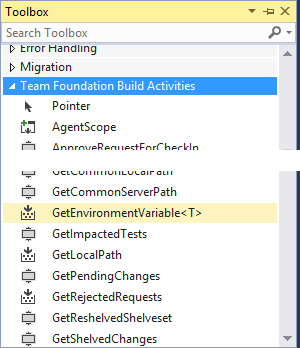 Toolbox
Search Toolbox
Error Handling
Migration
Team Foundation Build Activities
Pointer
AgentScope
ApproveRequestForCheckIn
GetCommonLocalPath
GetCommonServerPath
GetEnvironmentVariable<T>
GetImpactedTests
GetLocalPath
GetPendingChanges
GetRejectedRequests
GetReshelvedShelveset
GetShelvedChanges